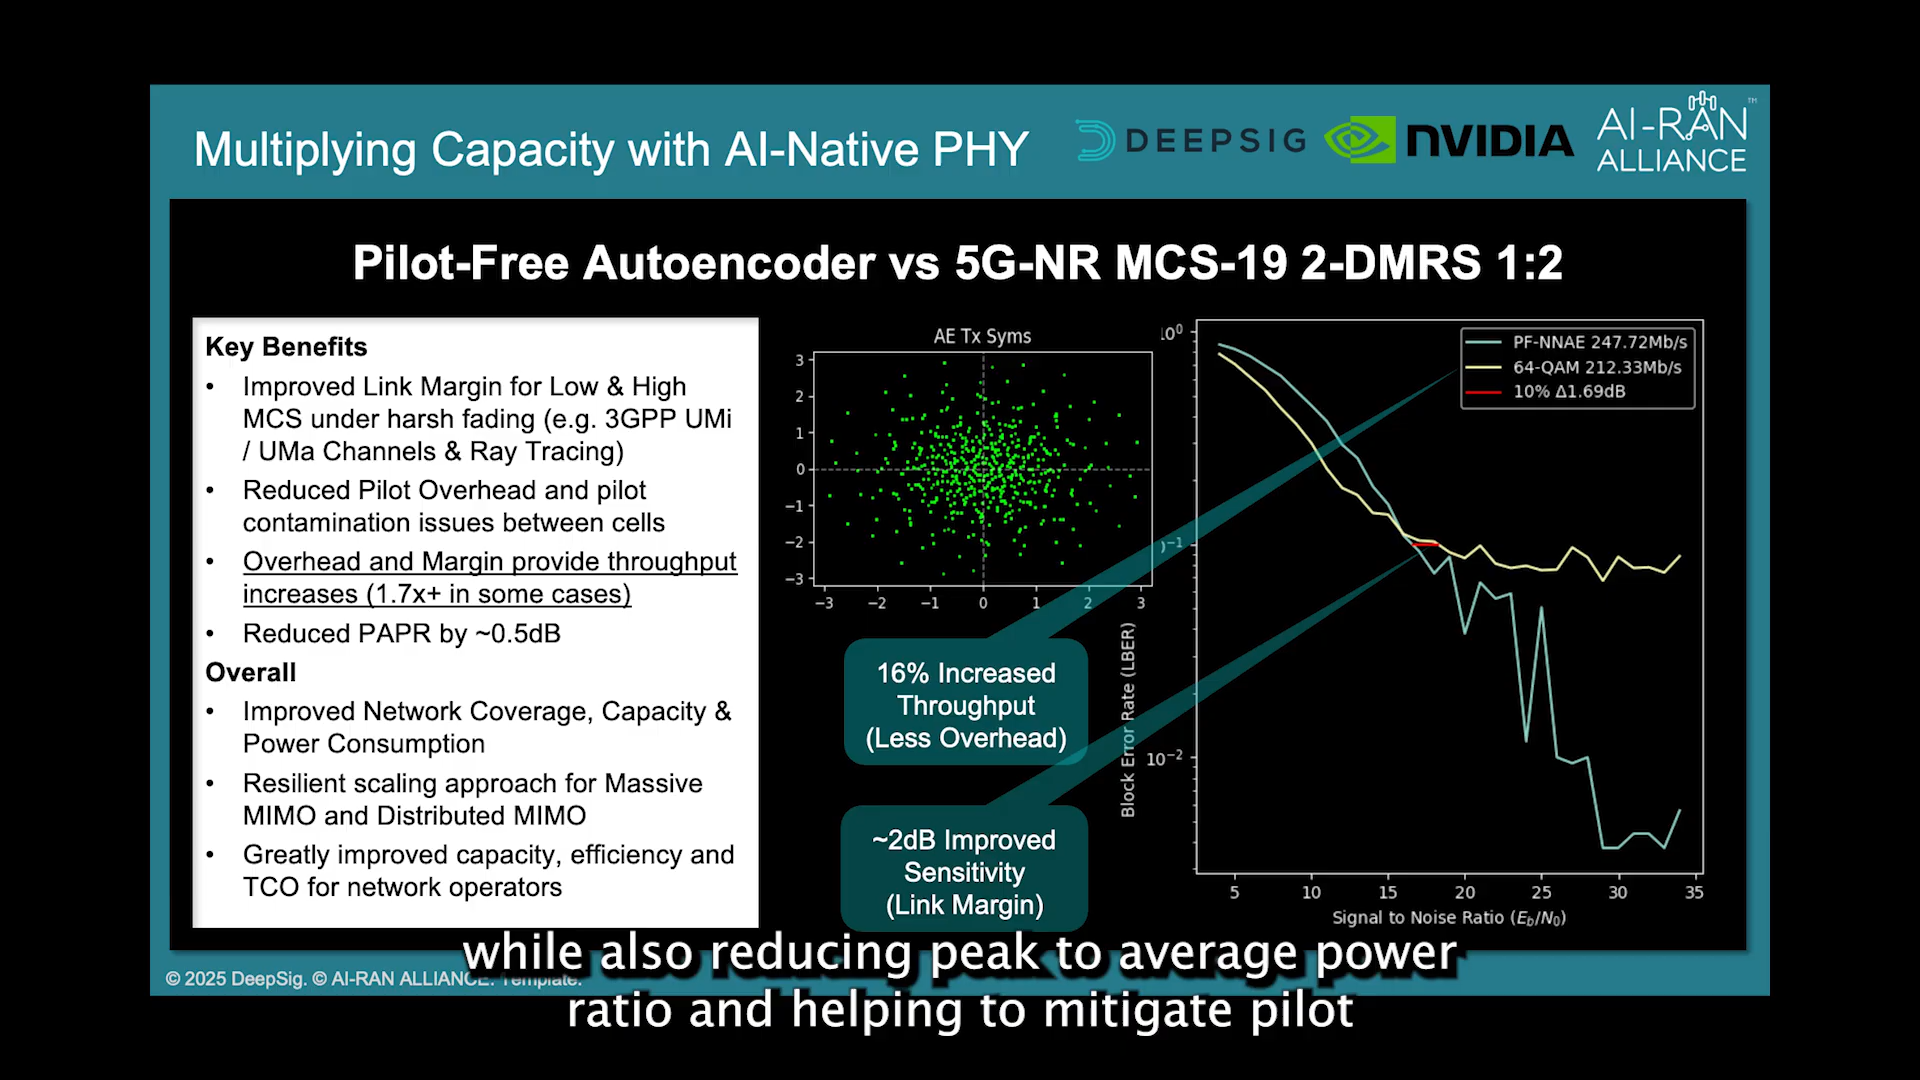 Multiplying Capacity with AI-Native PHY
DEEPSIG
NVIDIA
AI-RAN
ALLIANCE
TM
Pilot-Free Autoencoder vs 5G-NR MCS-19 2-DMRS 1:2
Key Benefits
• Improved Link Margin for Low & High
MCS under harsh fading (e.g. 3GPP UMi
/ UMa Channels & Ray Tracing)
• Reduced Pilot Overhead and pilot
contamination issues between cells
• Overhead and Margin provide throughput
increases (1.7x+ in some cases)
• Reduced PAPR by ~0.5dB
Overall
• Improved Network Coverage, Capacity &
Power Consumption
• Resilient scaling approach for Massive
MIMO and Distributed MIMO
• Greatly improved capacity, efficiency and
TCO for network operators
AE Tx Syms
3
2
1
0
−1
−2
−3
−3 −2 −1 0 1 2 3
16% Increased
Throughput
(Less Overhead)
~2dB Improved
Sensitivity
(Link Margin)
PF-NNAE 247.72Mb/s
64-QAM 212.33Mb/s
10% Δ1.69dB
10⁰
10⁻²
Block Error Rate (LBER)
5 10 15 20 25 30 35
Signal to Noise Ratio (E_b/N_0)
© 2025 DeepSig. © AI-RAN ALLIANCE. Template.
while also reducing peak to average power
ratio and helping to mitigate pilot